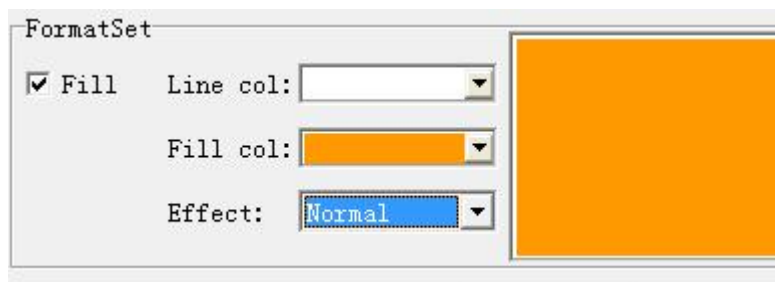 FormatSet
Fill Line col:
Fill col:
Effect: Normal